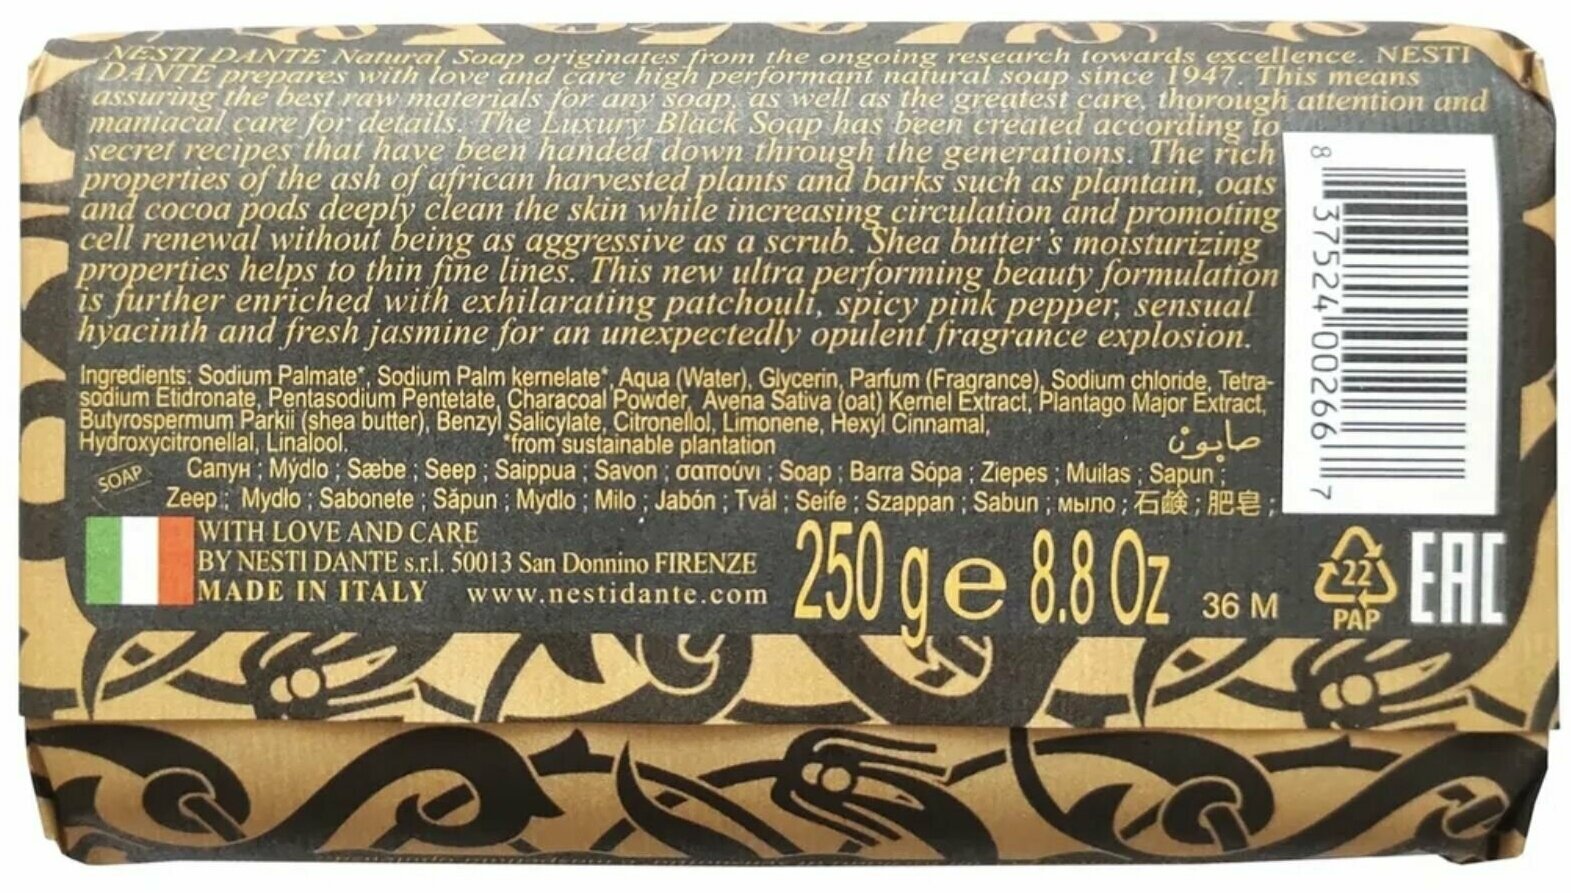 NESTI DANTE Natural Soap originates from the ongoing research towards excellence. NESTI
DANTE prepares with love and care high performant natural soap since 1947. This means
assuring the best raw materials for any soap, as well as the greatest care, thorough attention and
maniacal care for details. The Luxury Black Soap has been created according to
secret recipes that have been handed down through the generations. The rich
properties of the ash of african harvested plants and barks such as plantain, oats
and cocoa pods deeply clean the skin while increasing circulation and promoting
cell renewal without being as aggressive as a scrub. Shea butter's moisturizing
properties helps to thin fine lines. This new ultra performing beauty formulation
is further enriched with exhilarating patchouli, spicy pink pepper, sensual
hyacinth and fresh jasmine for an unexpectedly opulent fragrance explosion.
Ingredients: Sodium Palmate*, Sodium Palm kernelate*, Aqua (Water), Glycerin, Parfum (Fragrance), Sodium chloride, Tetra-
sodium Etidronate, Pentasodium Pentetate, Characoal Powder, Avena Sativa (oat) Kernel Extract, Plantago Major Extract,
Butyrospermum Parkii (shea butter), Benzyl Salicylate, Citronellol, Limonene, Hexyl Cinnamal,
Hydroxycitronellal, Linalool. *from sustainable plantation
صابون
SOAP
Сапун ; Mýdlo ; Sæbe ; Seep ; Saippua ; Savon ; σαπούνι ; Soap ; Barra Sópa ; Ziepes ; Muilas ; Sapun ;
Zeep ; Mydło ; Sabonete ; Săpun ; Mydlo ; Milo ; Jabón ; Tvål ; Seife ; Szappan ; Sabun ; мыло ; 石鹸 ; 肥皂 ;
WITH LOVE AND CARE
BY NESTI DANTE s.r.l. 50013 San Donnino FIRENZE
MADE IN ITALY www.nestidante.com
250 g e 8.8 Oz
36 M
22
PAP
EAC
8 37524 00266 7